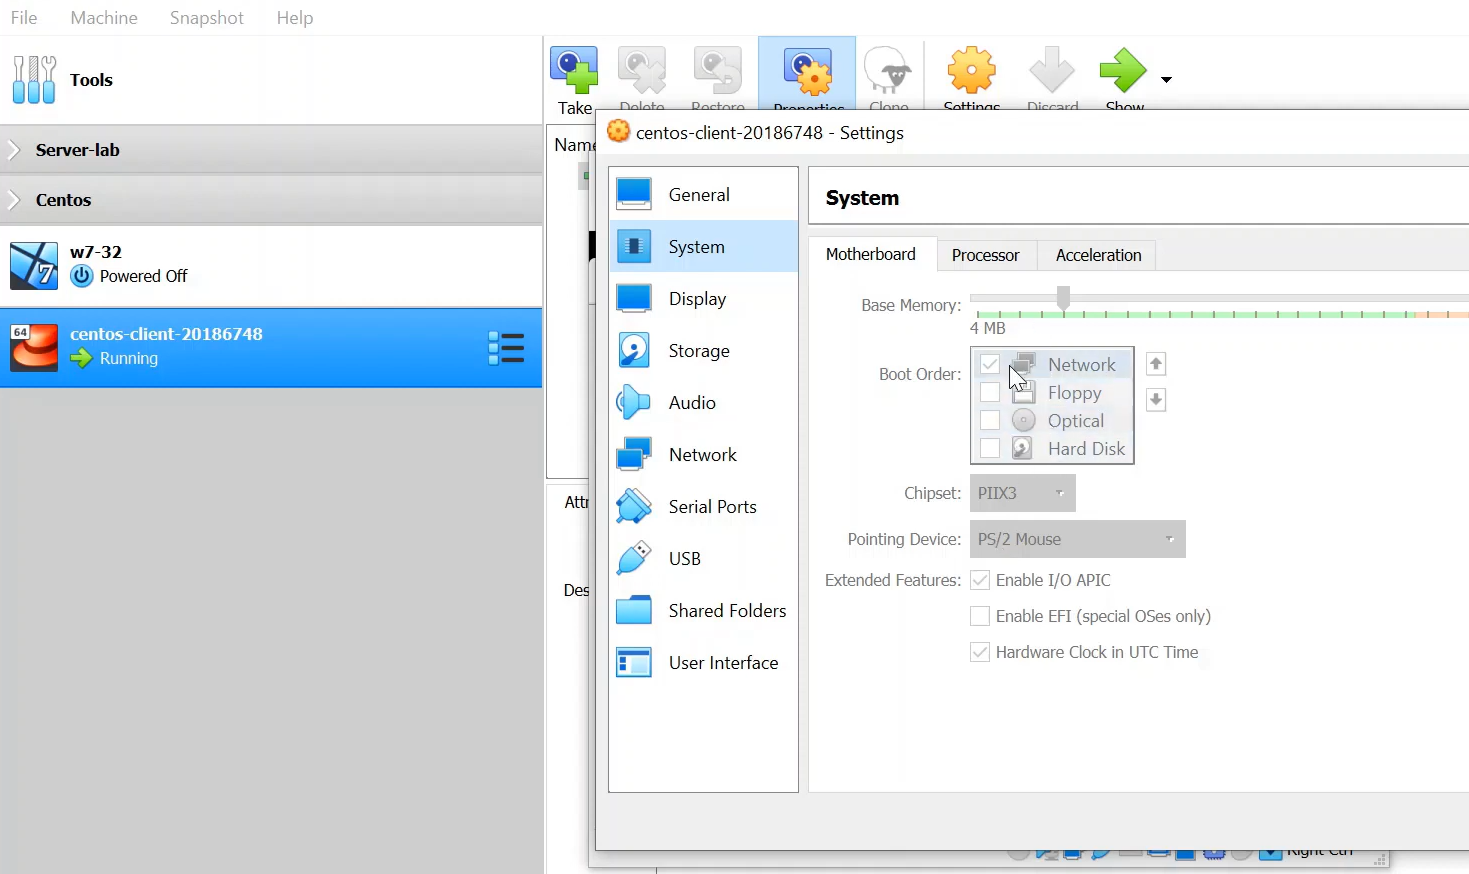 File Machine Snapshot Help
Tools
Take Delete Restore Properties Clone Settings Discard Show
Server-lab
Centos
w7-32
7
Powered Off
64
centos-client-20186748
Running
Name
centos-client-20186748 - Settings
General
System
Display
Storage
Audio
Network
Serial Ports
USB
Shared Folders
User Interface
System
Motherboard Processor Acceleration
Base Memory:
4 MB
Boot Order:
Network
Floppy
Optical
Hard Disk
Chipset: PIIX3
Pointing Device: PS/2 Mouse
Extended Features: Enable I/O APIC
Enable EFI (special OSes only)
Hardware Clock in UTC Time
Attr
Des
Right Ctrl